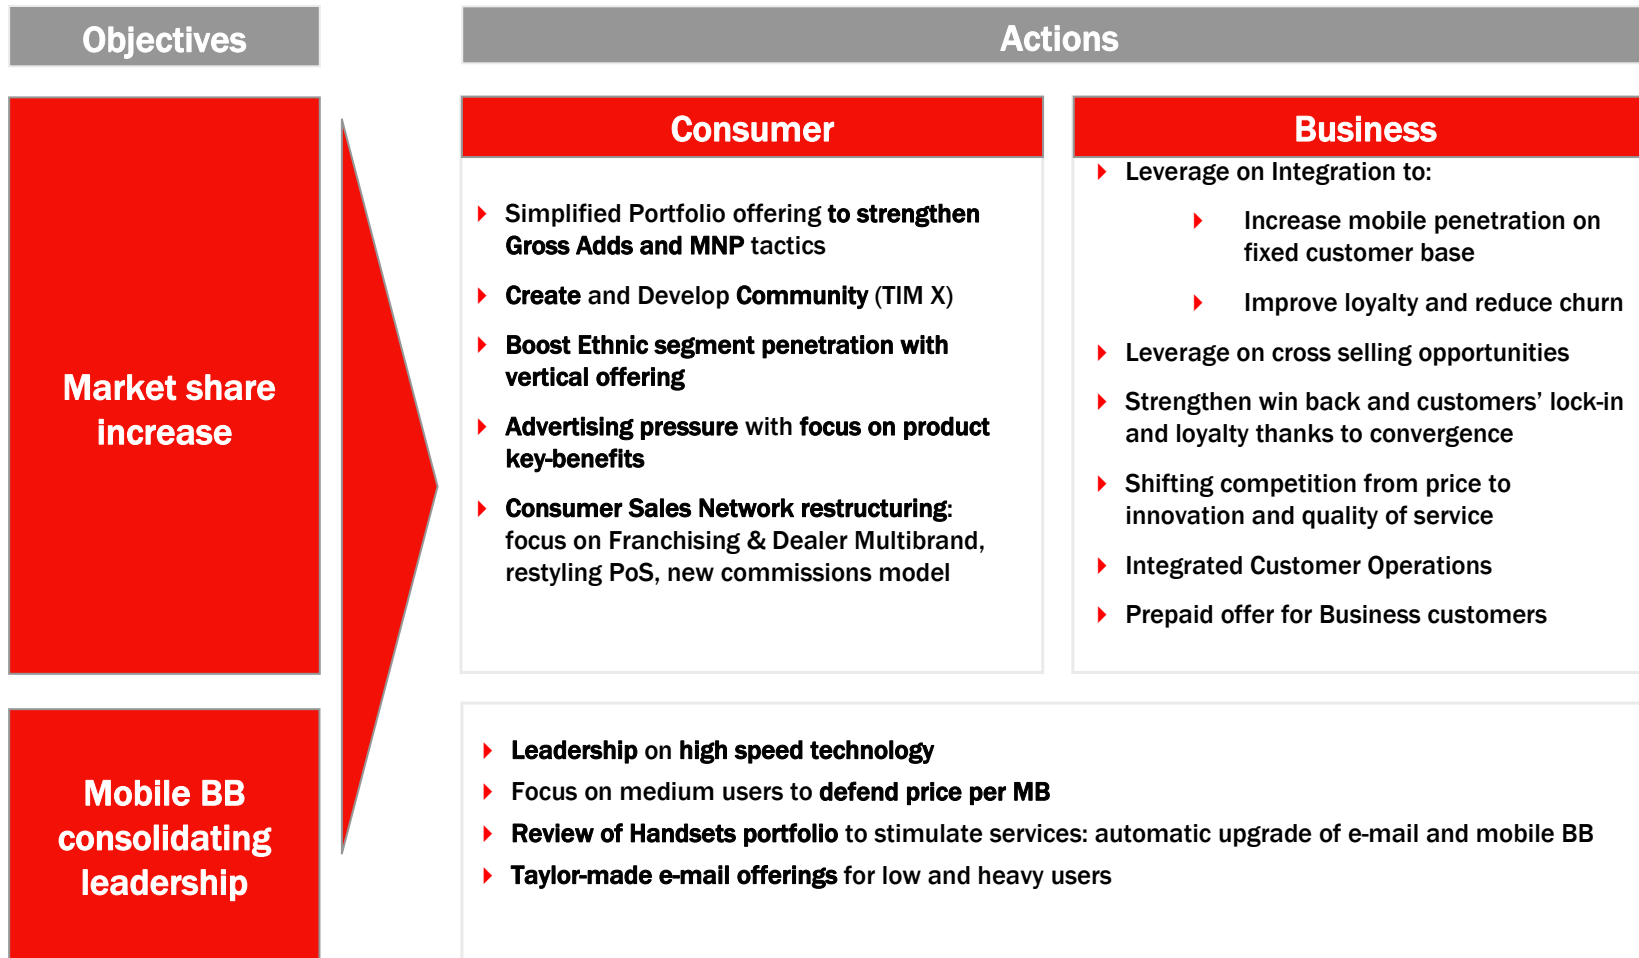 Objectives
Actions
Market share
increase
Consumer
Simplified Portfolio offering to strengthen
Gross Adds and MNP tactics
Create and Develop Community (TIM X)
Boost Ethnic segment penetration with
vertical offering
Advertising pressure with focus on product
key-benefits
Consumer Sales Network restructuring:
focus on Franchising & Dealer Multibrand,
restyling PoS, new commissions model
Business
Leverage on Integration to:
Increase mobile penetration on
fixed customer base
Improve loyalty and reduce churn
Leverage on cross selling opportunities
Strengthen win back and customers’ lock-in
and loyalty thanks to convergence
Shifting competition from price to
innovation and quality of service
Integrated Customer Operations
Prepaid offer for Business customers
Mobile BB
consolidating
leadership
Leadership on high speed technology
Focus on medium users to defend price per MB
Review of Handsets portfolio to stimulate services: automatic upgrade of e-mail and mobile BB
Taylor-made e-mail offerings for low and heavy users